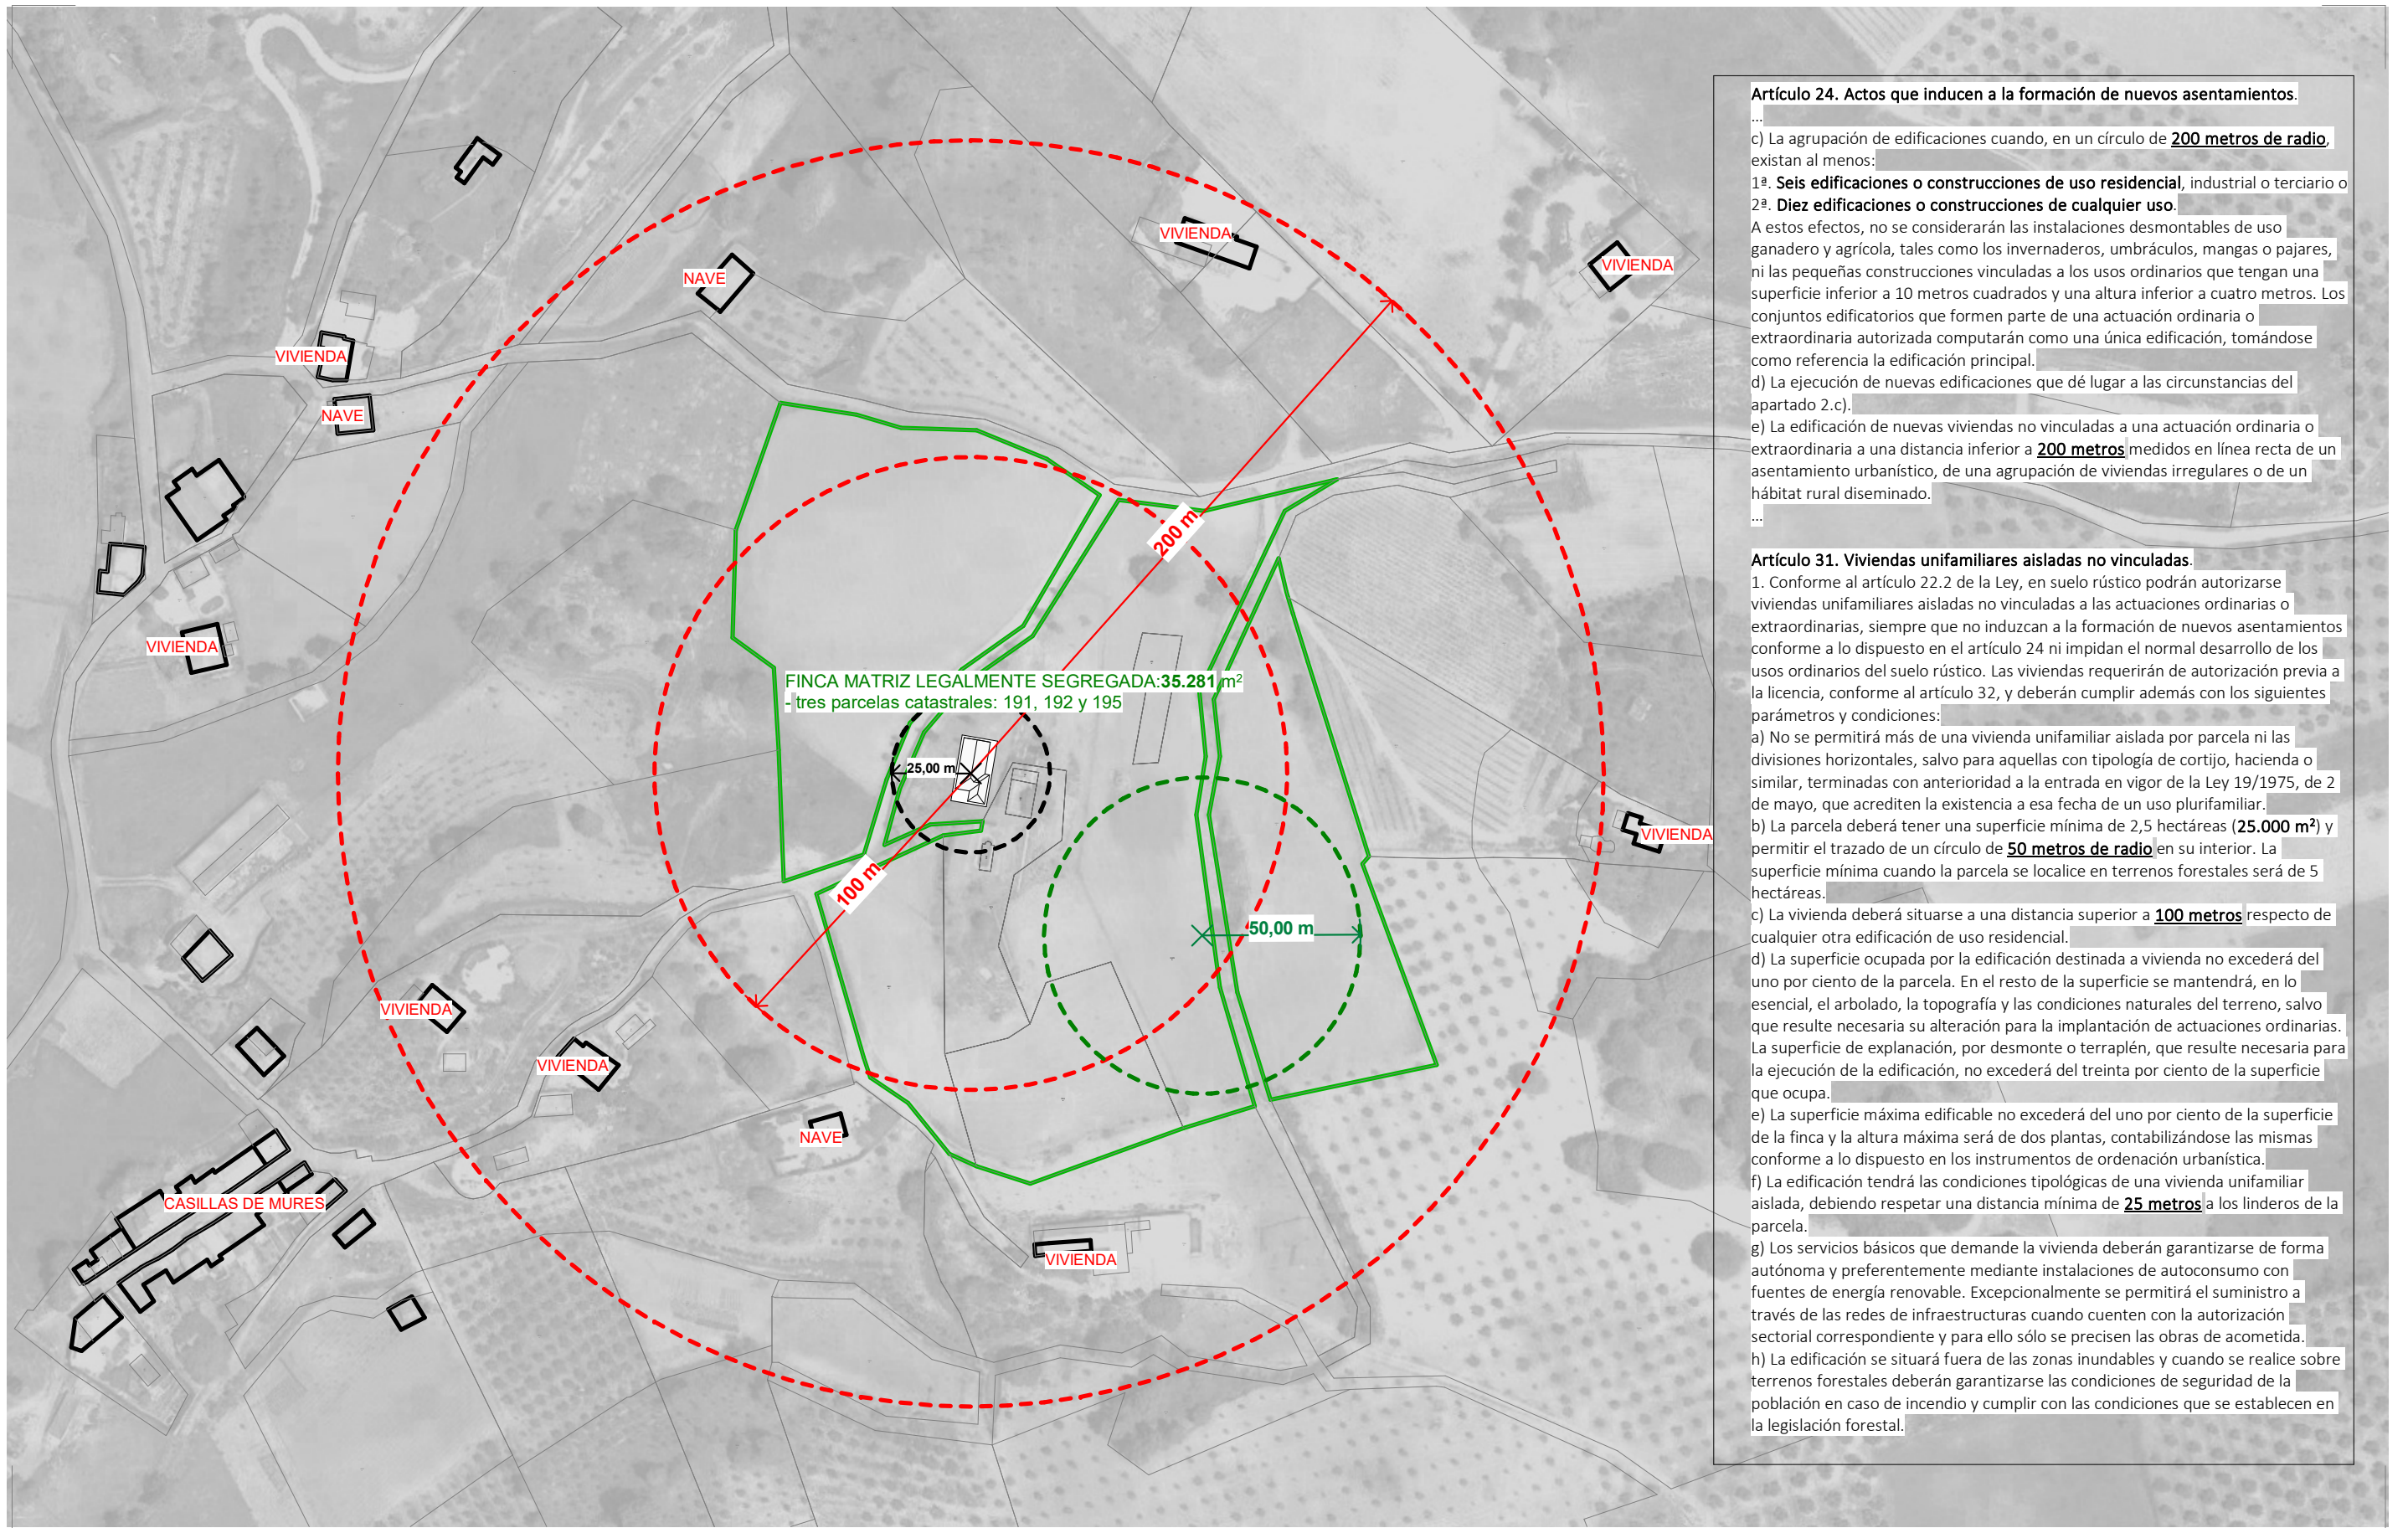 VIVIENDA
NAVE
VIVIENDA
VIVIENDA
NAVE
200 m
VIVIENDA
FINCA MATRIZ LEGALMENTE SEGREGADA:35.281 m²
- tres parcelas catastrales: 191, 192 y 195
25,00 m
VIVIENDA
100 m
50,00 m
VIVIENDA
VIVIENDA
NAVE
CASILLAS DE MURES
VIVIENDA
Artículo 24. Actos que inducen a la formación de nuevos asentamientos.
...
c) La agrupación de edificaciones cuando, en un círculo de 200 metros de radio,
existan al menos:
1ª. Seis edificaciones o construcciones de uso residencial, industrial o terciario o
2ª. Diez edificaciones o construcciones de cualquier uso.
A estos efectos, no se considerarán las instalaciones desmontables de uso
ganadero y agrícola, tales como los invernaderos, umbráculos, mangas o pajares,
ni las pequeñas construcciones vinculadas a los usos ordinarios que tengan una
superficie inferior a 10 metros cuadrados y una altura inferior a cuatro metros. Los
conjuntos edificatorios que formen parte de una actuación ordinaria o
extraordinaria autorizada computarán como una única edificación, tomándose
como referencia la edificación principal.
d) La ejecución de nuevas edificaciones que dé lugar a las circunstancias del
apartado 2.c).
e) La edificación de nuevas viviendas no vinculadas a una actuación ordinaria o
extraordinaria a una distancia inferior a 200 metros medidos en línea recta de un
asentamiento urbanístico, de una agrupación de viviendas irregulares o de un
hábitat rural diseminado.
...
Artículo 31. Viviendas unifamiliares aisladas no vinculadas.
1. Conforme al artículo 22.2 de la Ley, en suelo rústico podrán autorizarse
viviendas unifamiliares aisladas no vinculadas a las actuaciones ordinarias o
extraordinarias, siempre que no induzcan a la formación de nuevos asentamientos
conforme a lo dispuesto en el artículo 24 ni impidan el normal desarrollo de los
usos ordinarios del suelo rústico. Las viviendas requerirán de autorización previa a
la licencia, conforme al artículo 32, y deberán cumplir además con los siguientes
parámetros y condiciones:
a) No se permitirá más de una vivienda unifamiliar aislada por parcela ni las
divisiones horizontales, salvo para aquellas con tipología de cortijo, hacienda o
similar, terminadas con anterioridad a la entrada en vigor de la Ley 19/1975, de 2
de mayo, que acrediten la existencia a esa fecha de un uso plurifamiliar.
b) La parcela deberá tener una superficie mínima de 2,5 hectáreas (25.000 m²) y
permitir el trazado de un círculo de 50 metros de radio en su interior. La
superficie mínima cuando la parcela se localice en terrenos forestales será de 5
hectáreas.
c) La vivienda deberá situarse a una distancia superior a 100 metros respecto de
cualquier otra edificación de uso residencial.
d) La superficie ocupada por la edificación destinada a vivienda no excederá del
uno por ciento de la parcela. En el resto de la superficie se mantendrá, en lo
esencial, el arbolado, la topografía y las condiciones naturales del terreno, salvo
que resulte necesaria su alteración para la implantación de actuaciones ordinarias.
La superficie de explanación, por desmonte o terraplén, que resulte necesaria para
la ejecución de la edificación, no excederá del treinta por ciento de la superficie
que ocupa.
e) La superficie máxima edificable no excederá del uno por ciento de la superficie
de la finca y la altura máxima será de dos plantas, contabilizándose las mismas
conforme a lo dispuesto en los instrumentos de ordenación urbanística.
f) La edificación tendrá las condiciones tipológicas de una vivienda unifamiliar
aislada, debiendo respetar una distancia mínima de 25 metros a los linderos de la
parcela.
g) Los servicios básicos que demande la vivienda deberán garantizarse de forma
autónoma y preferentemente mediante instalaciones de autoconsumo con
fuentes de energía renovable. Excepcionalmente se permitirá el suministro a
través de las redes de infraestructuras cuando cuenten con la autorización
sectorial correspondiente y para ello sólo se precisen las obras de acometida.
h) La edificación se situará fuera de las zonas inundables y cuando se realice sobre
terrenos forestales deberán garantizarse las condiciones de seguridad de la
población en caso de incendio y cumplir con las condiciones que se establecen en
la legislación forestal.